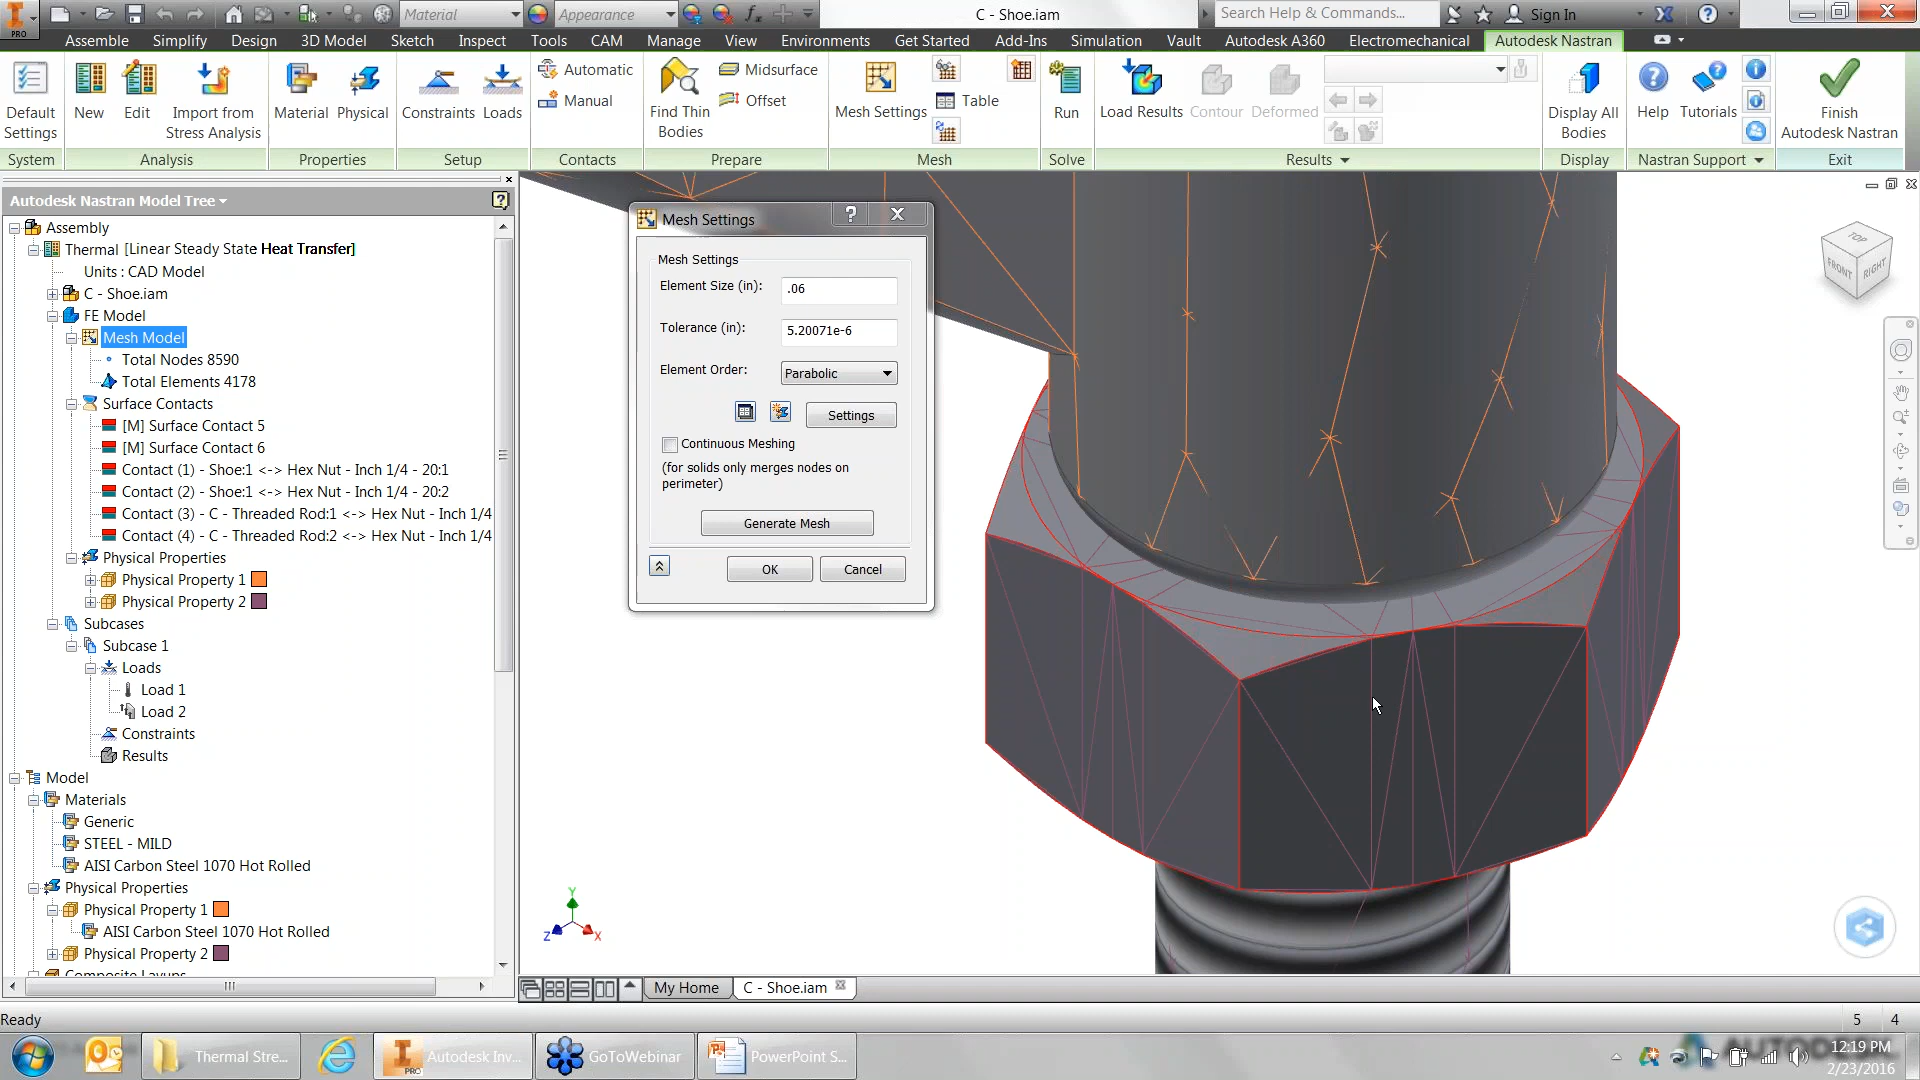 PRO
Material
Appearance
C - Shoe.iam
Search Help & Commands...
Sign In
Assemble
Simplify
Design
3D Model
Sketch
Inspect
Tools
CAM
Manage
View
Environments
Get Started
Add-Ins
Simulation
Vault
Autodesk A360
Electromechanical
Autodesk Nastran
Default Settings
New
Edit
Import from Stress Analysis
Material
Physical
Constraints
Loads
Automatic
Manual
Find Thin Bodies
Midsurface
Offset
Mesh Settings
Table
Run
Load Results
Contour
Deformed
Display All Bodies
Help
Tutorials
Finish Autodesk Nastran
System
Analysis
Properties
Setup
Contacts
Prepare
Mesh
Solve
Results
Display
Nastran Support
Exit
Autodesk Nastran Model Tree
Assembly
Thermal [Linear Steady State Heat Transfer]
Units : CAD Model
C - Shoe.iam
FE Model
Mesh Model
Total Nodes 8590
Total Elements 4178
Surface Contacts
[M] Surface Contact 5
[M] Surface Contact 6
Contact (1) - Shoe:1 <-> Hex Nut - Inch 1/4 - 20:1
Contact (2) - Shoe:1 <-> Hex Nut - Inch 1/4 - 20:2
Contact (3) - C - Threaded Rod:1 <-> Hex Nut - Inch 1/4
Contact (4) - C - Threaded Rod:2 <-> Hex Nut - Inch 1/4
Physical Properties
Physical Property 1
Physical Property 2
Subcases
Subcase 1
Loads
Load 1
Load 2
Constraints
Results
Model
Materials
Generic
STEEL - MILD
AISI Carbon Steel 1070 Hot Rolled
Physical Properties
Physical Property 1
AISI Carbon Steel 1070 Hot Rolled
Physical Property 2
Composite Layups
Mesh Settings
Mesh Settings
Element Size (in): .06
Tolerance (in): 5.20071e-6
Element Order: Parabolic
Settings
Continuous Meshing
(for solids only merges nodes on
perimeter)
Generate Mesh
OK
Cancel
TOP
FRONT
RIGHT
Y
Z
X
My Home
C - Shoe.iam
Ready
5 4
Thermal Stre...
Autodesk Inv...
PRO
GoToWebinar
PowerPoint S...
12:19 PM
2/23/2016